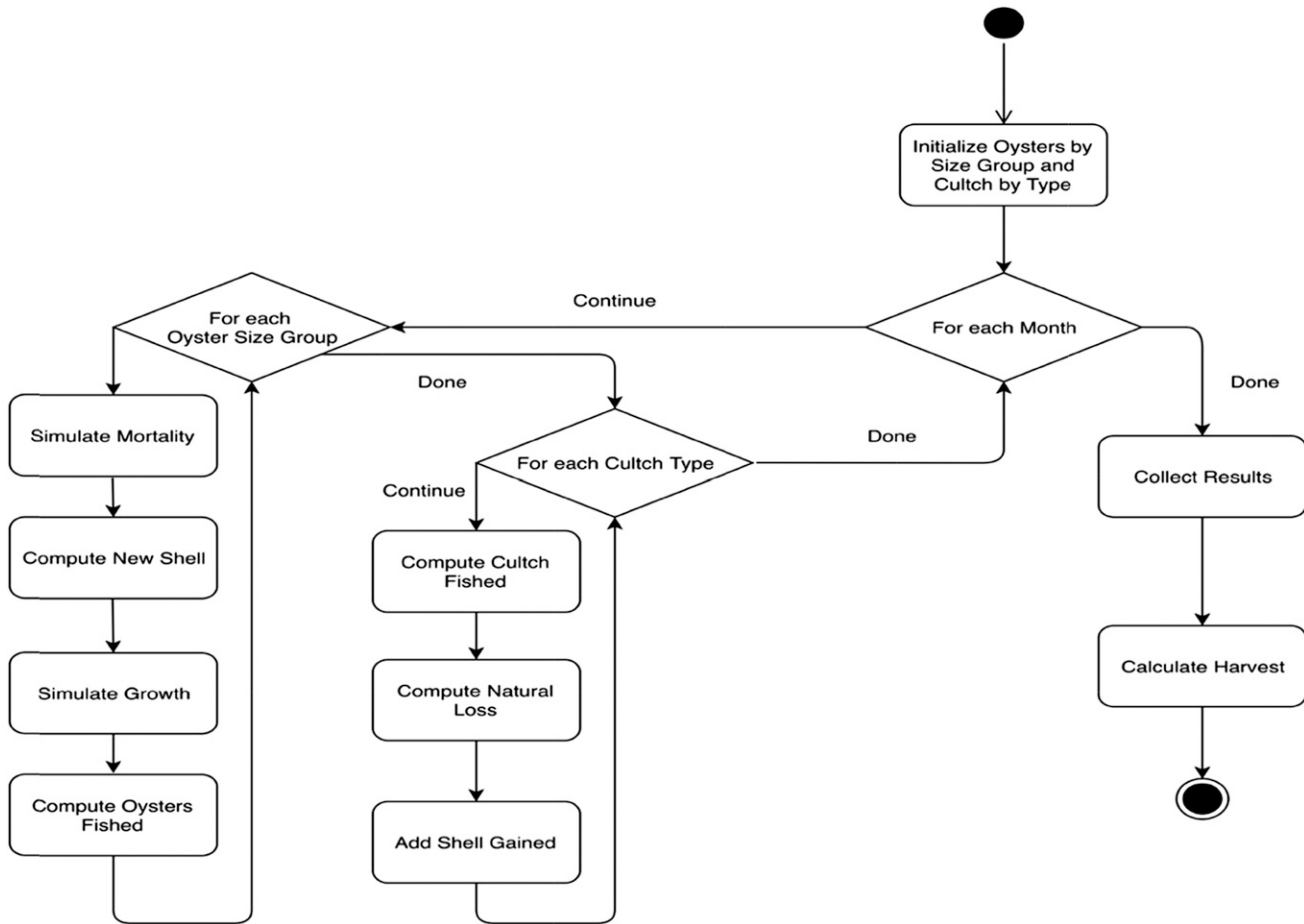 Initialize Oysters by
Size Group and
Cultch by Type
For each Month
Continue
For each
Oyster Size Group
Done
Simulate Mortality
Compute New Shell
Simulate Growth
Compute Oysters
Fished
For each Cultch Type
Done
Continue
Compute Cultch
Fished
Compute Natural
Loss
Add Shell Gained
Done
Collect Results
Calculate Harvest